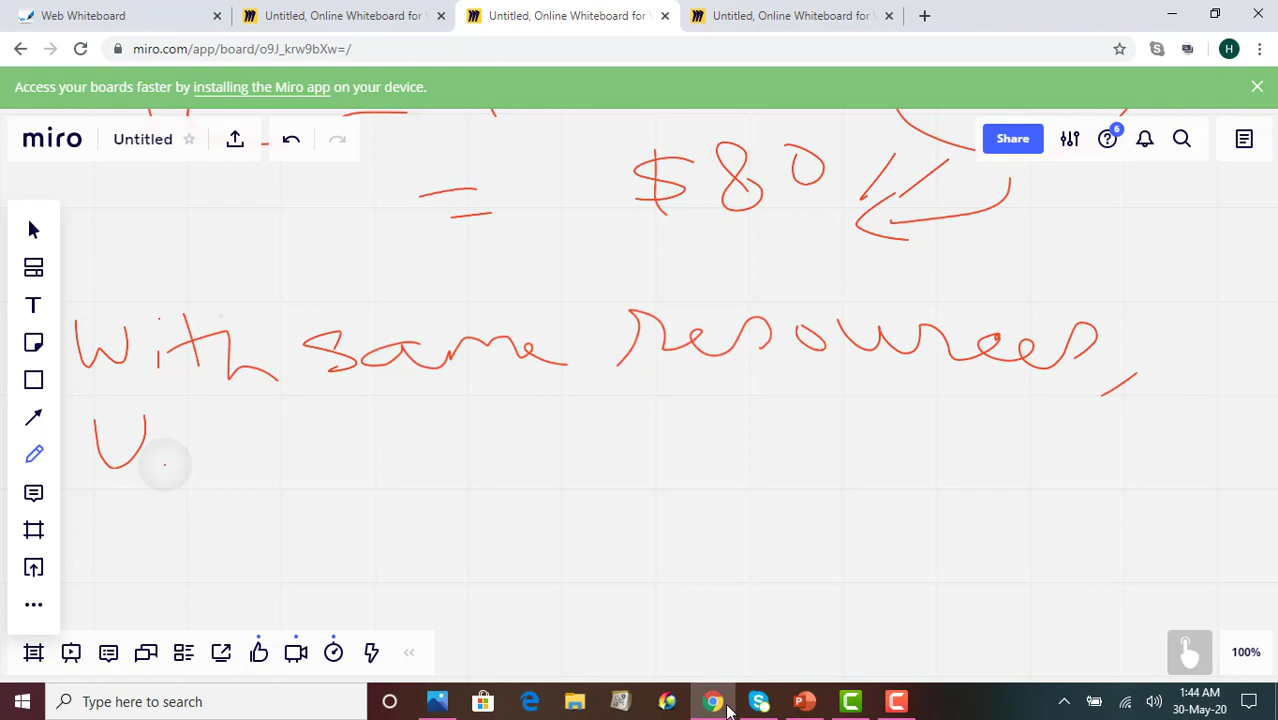 Web Whiteboard
Untitled, Online Whiteboard for
Untitled, Online Whiteboard for
Untitled, Online Whiteboard for
miro.com/app/board/o9J_krw9bXw=/
H
Access your boards faster by installing the Miro app on your device.
miro
Untitled
Share
6
= $80
With same resources,
U
T
100%
Type here to search
1:44 AM
30-May-20